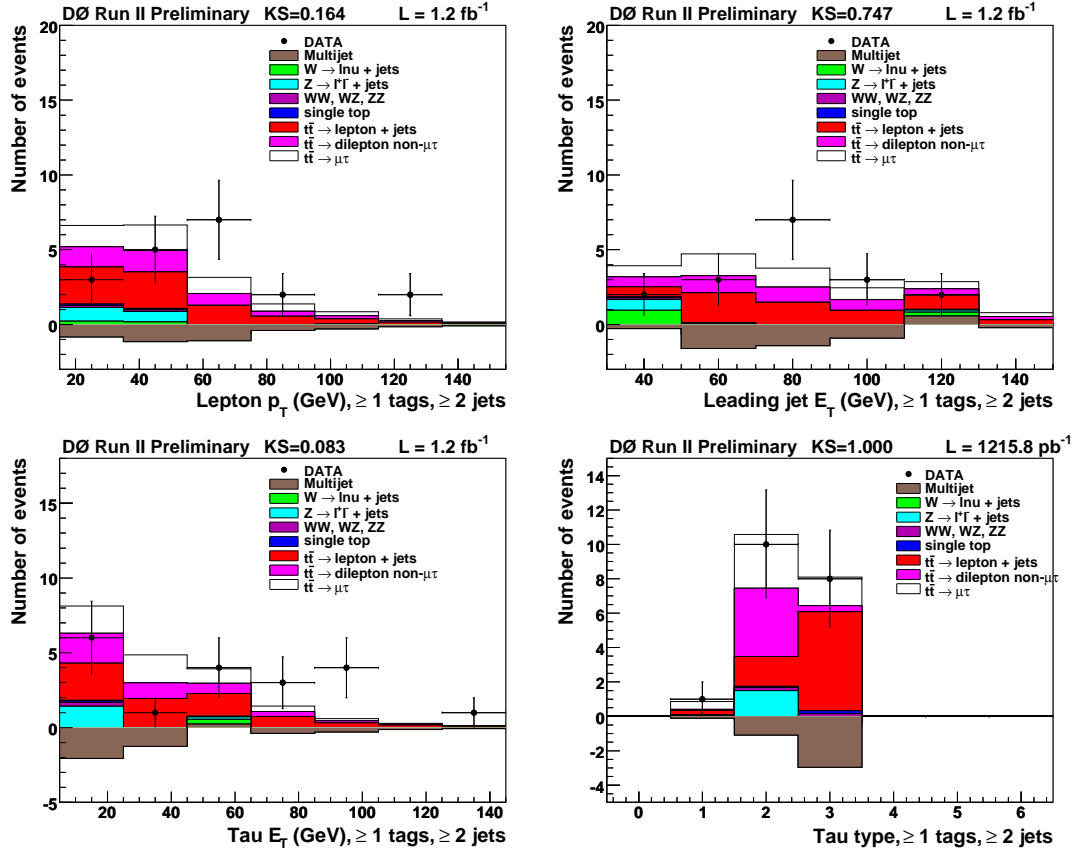 DØ Run II Preliminary KS=0.164 L = 1.2 fb⁻¹
Number of events
20
15
10
5
0
DATA
Multijet
W → lnu + jets
Z → l⁺l⁻ + jets
WW, WZ, ZZ
single top
tt̄ → lepton + jets
tt̄ → dilepton non-μτ
tt̄ → μτ
20 40 60 80 100 120 140
Lepton p_T (GeV), ≥ 1 tags, ≥ 2 jets
DØ Run II Preliminary KS=0.747 L = 1.2 fb⁻¹
Number of events
20
15
10
5
0
DATA
Multijet
W → lnu + jets
Z → l⁺l⁻ + jets
WW, WZ, ZZ
single top
tt̄ → lepton + jets
tt̄ → dilepton non-μτ
tt̄ → μτ
40 60 80 100 120 140
Leading jet E_T (GeV), ≥ 1 tags, ≥ 2 jets
DØ Run II Preliminary KS=0.083 L = 1.2 fb⁻¹
Number of events
15
10
5
0
-5
DATA
Multijet
W → lnu + jets
Z → l⁺l⁻ + jets
WW, WZ, ZZ
single top
tt̄ → lepton + jets
tt̄ → dilepton non-μτ
tt̄ → μτ
20 40 60 80 100 120 140
Tau E_T (GeV), ≥ 1 tags, ≥ 2 jets
DØ Run II Preliminary KS=1.000 L = 1215.8 pb⁻¹
Number of events
14
12
10
8
6
4
2
0
-2
-4
DATA
Multijet
W → lnu + jets
Z → l⁺l⁻ + jets
WW, WZ, ZZ
single top
tt̄ → lepton + jets
tt̄ → dilepton non-μτ
tt̄ → μτ
0 1 2 3 4 5 6
Tau type, ≥ 1 tags, ≥ 2 jets